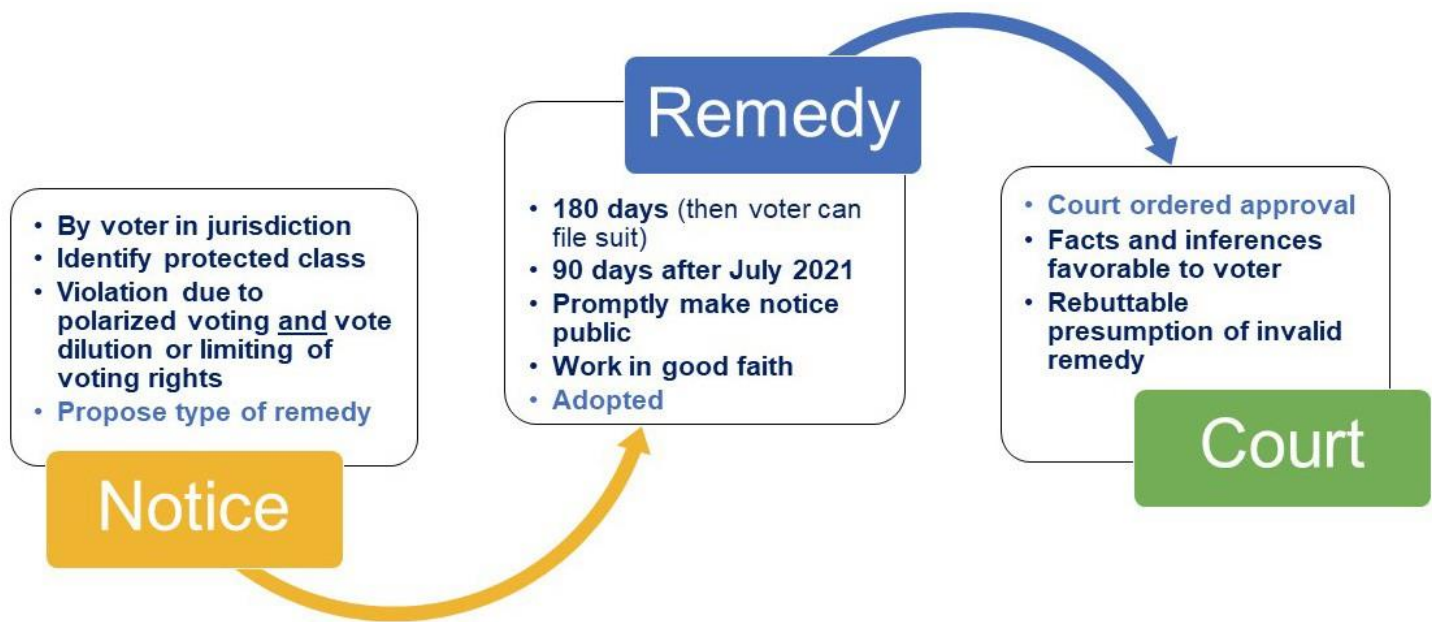 • By voter in jurisdiction
• Identify protected class
• Violation due to
polarized voting and vote
dilution or limiting of
voting rights
• Propose type of remedy
Notice
Remedy
• 180 days (then voter can
file suit)
• 90 days after July 2021
• Promptly make notice
public
• Work in good faith
• Adopted
• Court ordered approval
• Facts and inferences
favorable to voter
• Rebuttable
presumption of invalid
remedy
Court